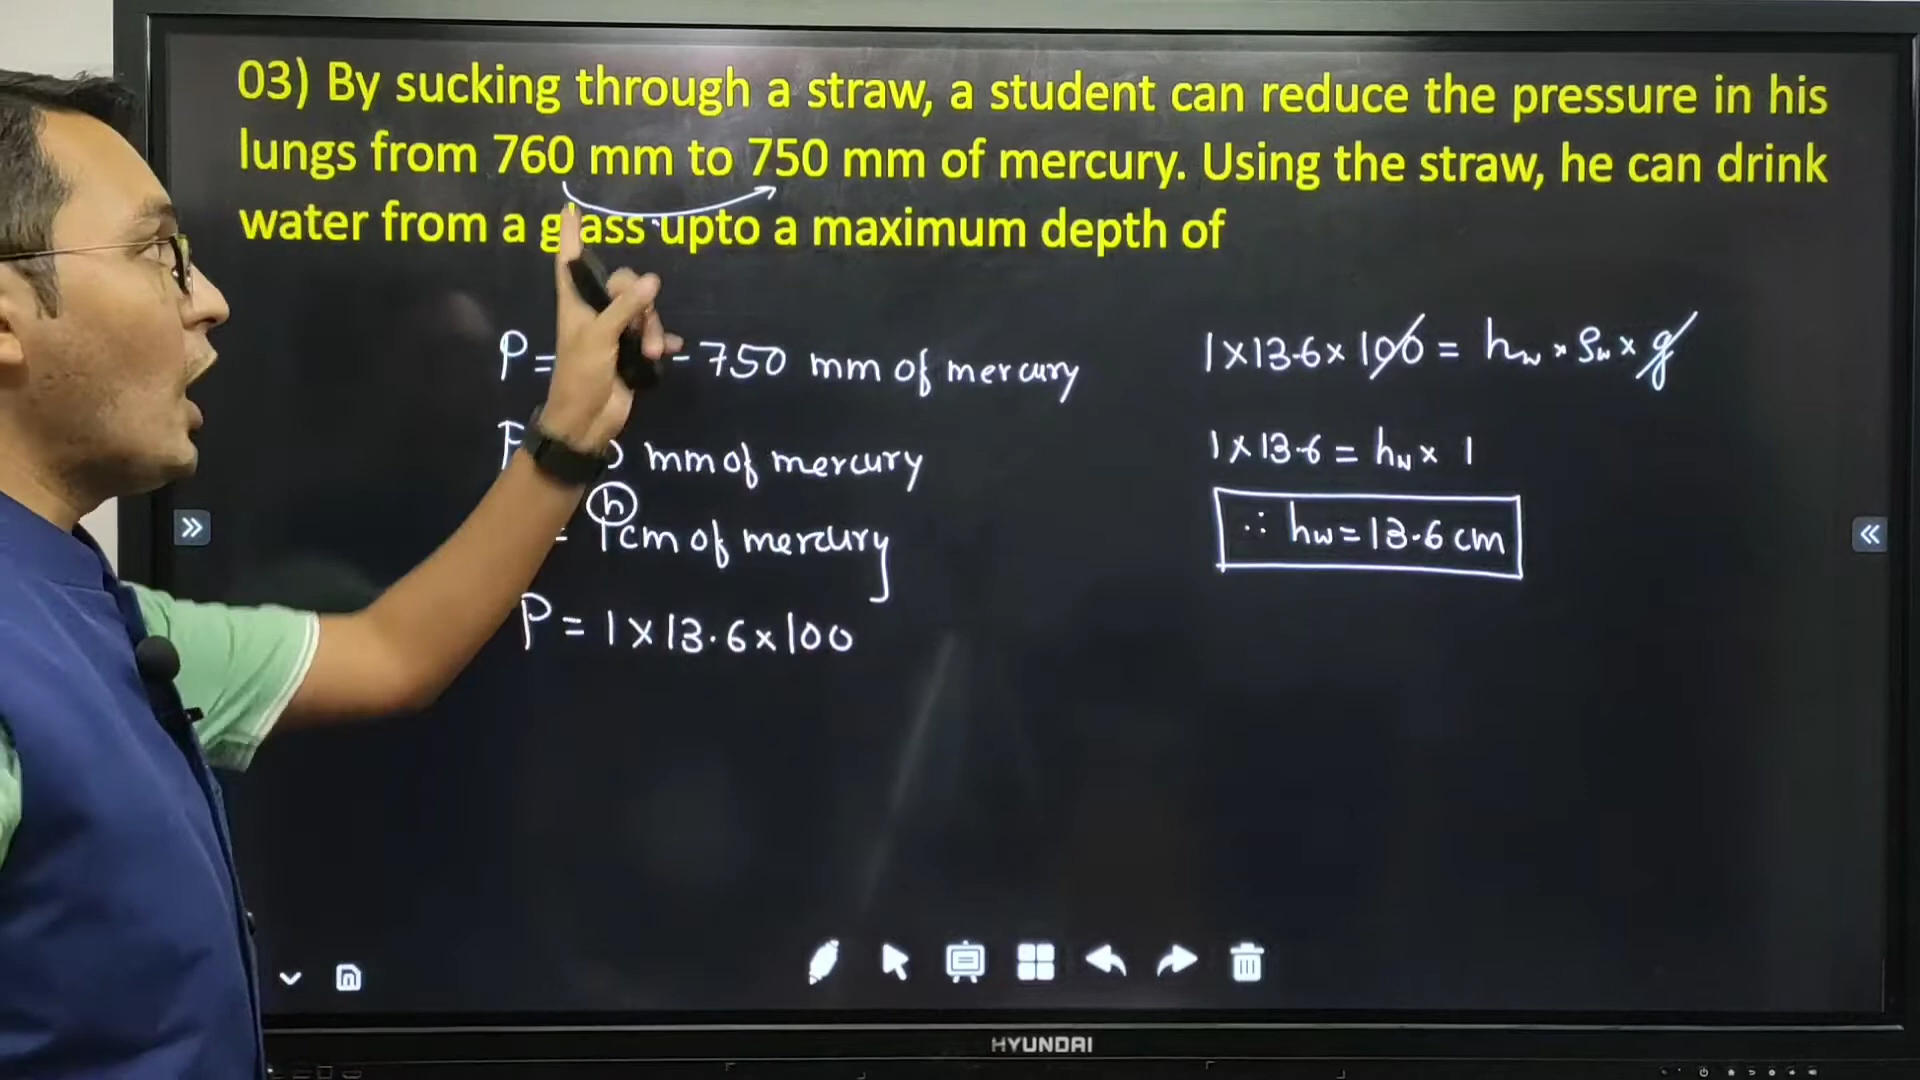 03) By sucking through a straw, a student can reduce the pressure in his
lungs from 760 mm to 750 mm of mercury. Using the straw, he can drink
water from a glass upto a maximum depth of
P = - 750 mm of mercury
mm of mercury
h
= 1 cm of mercury
P = 1 × 13.6 × 100
1 × 13.6 × 100 = hw × ρw × g
1 × 13.6 = hw × 1
∴ hw = 13.6 cm
HYUNDAI